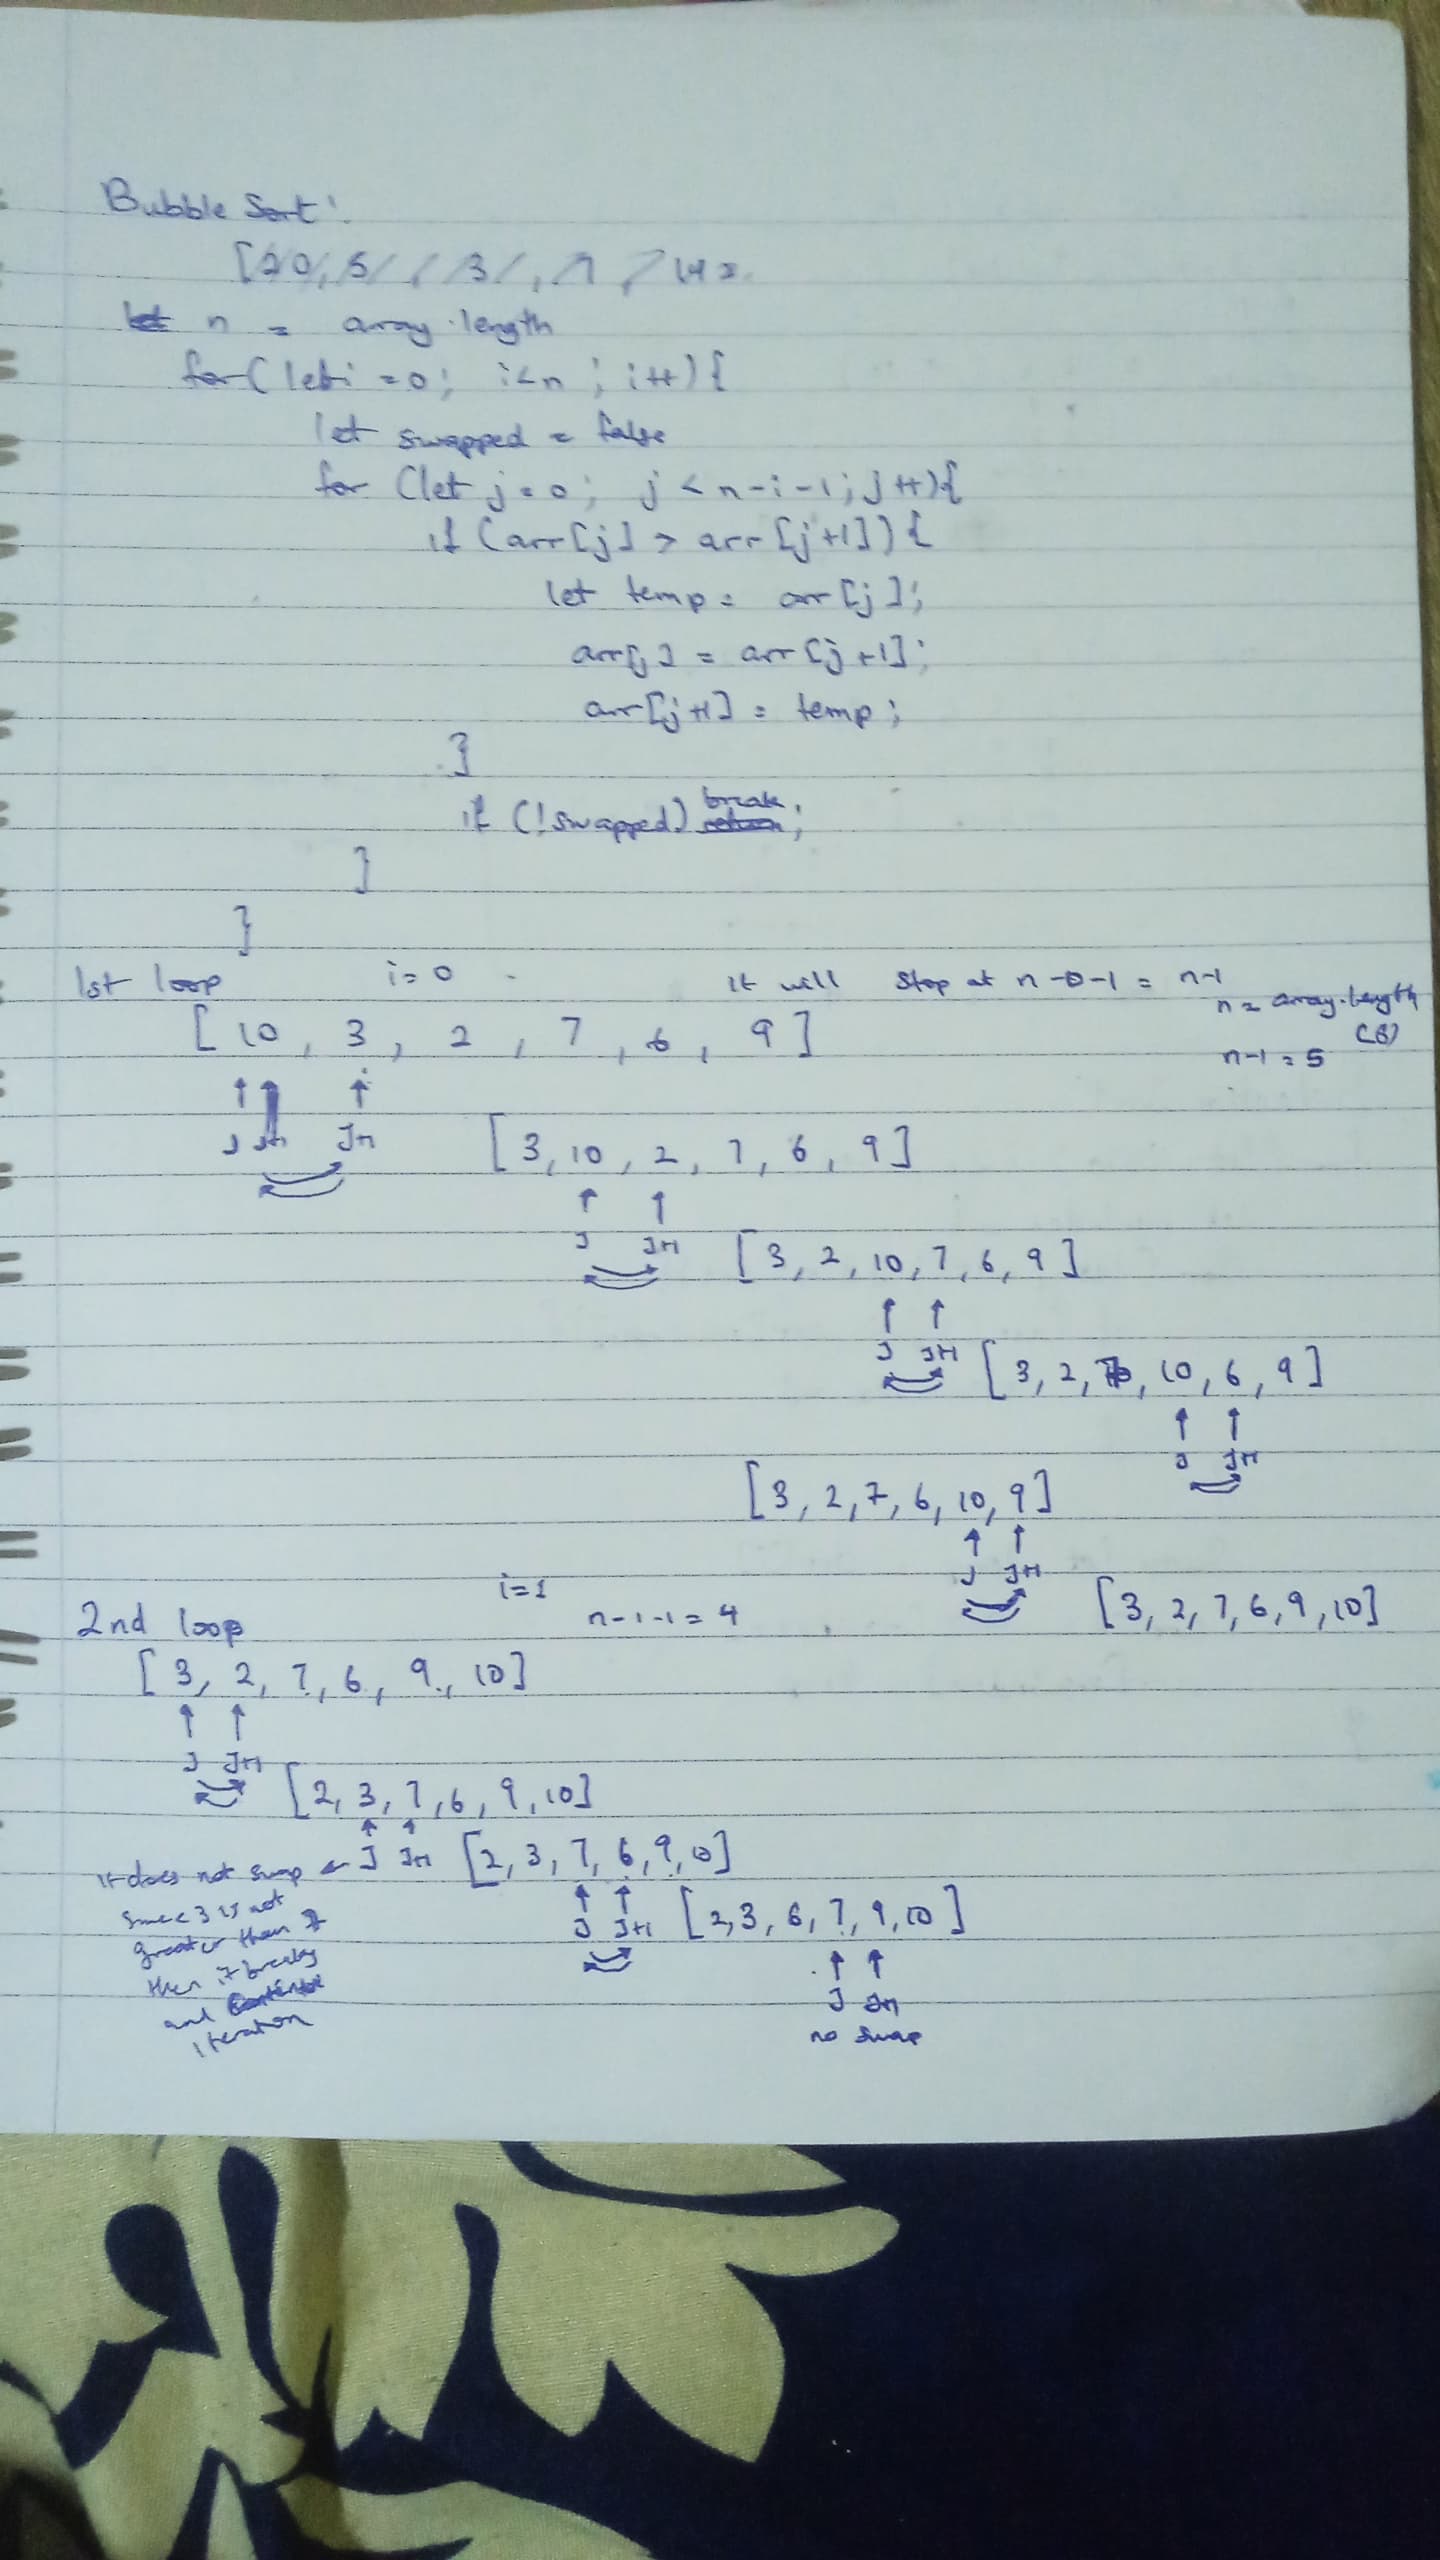 Bubble Sort:
[20, 5 , 3 , 7 ,
let n = array.length
for (let i = 0; i<n ; i++) {
let swapped = false
for (let j = 0; j < n-i-1; j++){
if (arr[j] > arr[j+1]) {
let temp = arr[j];
arr[j] = arr[j+1];
arr[j+1] = temp;
}
break;
if (!swapped) return;
}
}
1st loop i = 0 it will stop at n-0-1 = n-1
n = array.length
[10, 3, 2, 7, 6, 9] (6)
n-1 = 5
J J+1 J+1 [3, 10, 2, 7, 6, 9]
J J+1 [3, 2, 10, 7, 6, 9]
J J+1 [3, 2, 7, 10, 6, 9]
J J+1
[3, 2, 7, 6, 10, 9]
J J+1 [3, 2, 7, 6, 9, 10]
2nd loop i=1 n-1-1 = 4
[3, 2, 7, 6, 9, 10]
J J+1 [2, 3, 7, 6, 9, 10]
it does not swap J J+1 [2, 3, 7, 6, 9, 10]
since 3 is not
greater than 7
then it breaks
and continue
iteration
J J+1 [2, 3, 6, 7, 9, 10]
J J+1
no swap